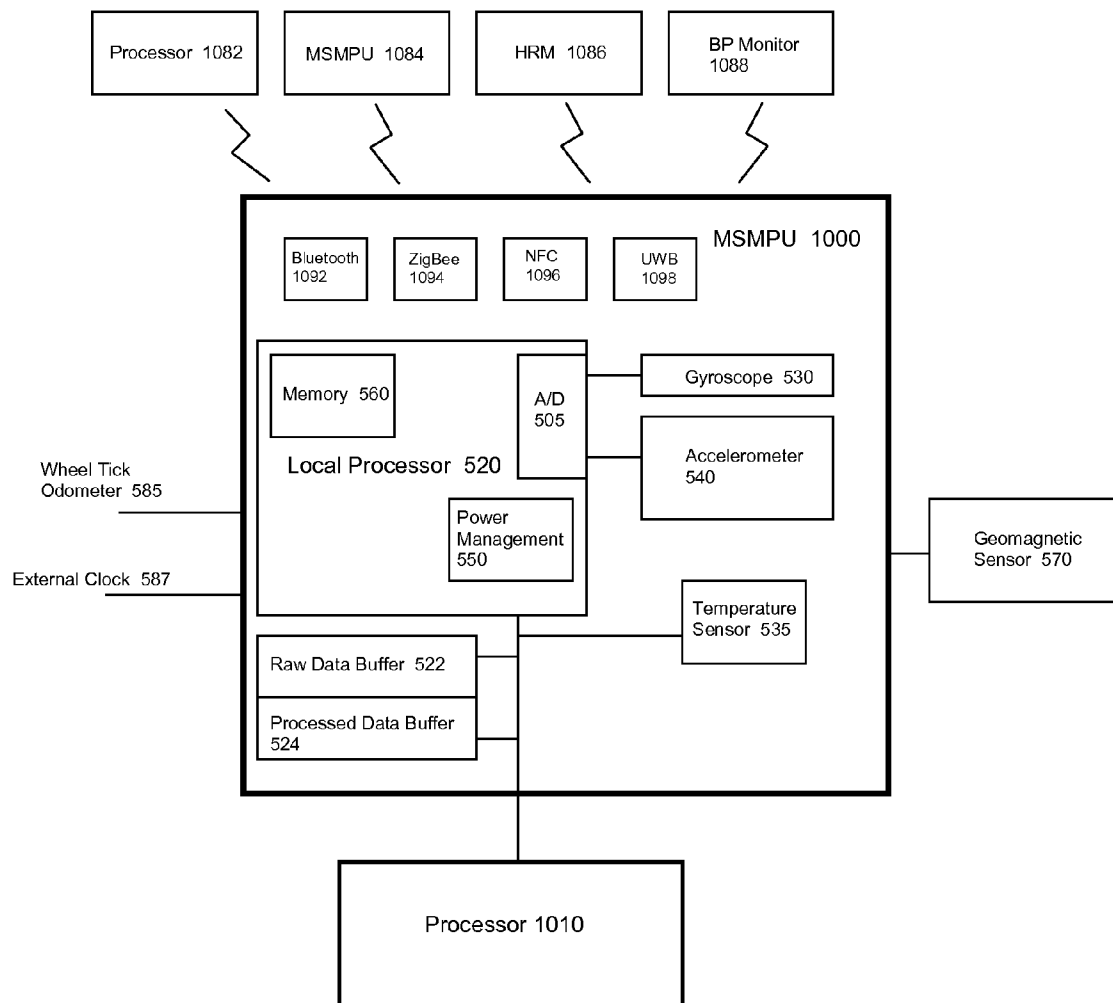 Processor 1082
MSMPU 1084
HRM 1086
BP Monitor
1088
MSMPU 1000
Bluetooth
1092
ZigBee
1094
NFC
1096
UWB
1098
Memory 560
A/D
505
Gyroscope 530
Local Processor 520
Accelerometer
540
Wheel Tick
Odometer 585
Power
Management
550
Geomagnetic
Sensor 570
External Clock 587
Temperature
Sensor 535
Raw Data Buffer 522
Processed Data Buffer
524
Processor 1010